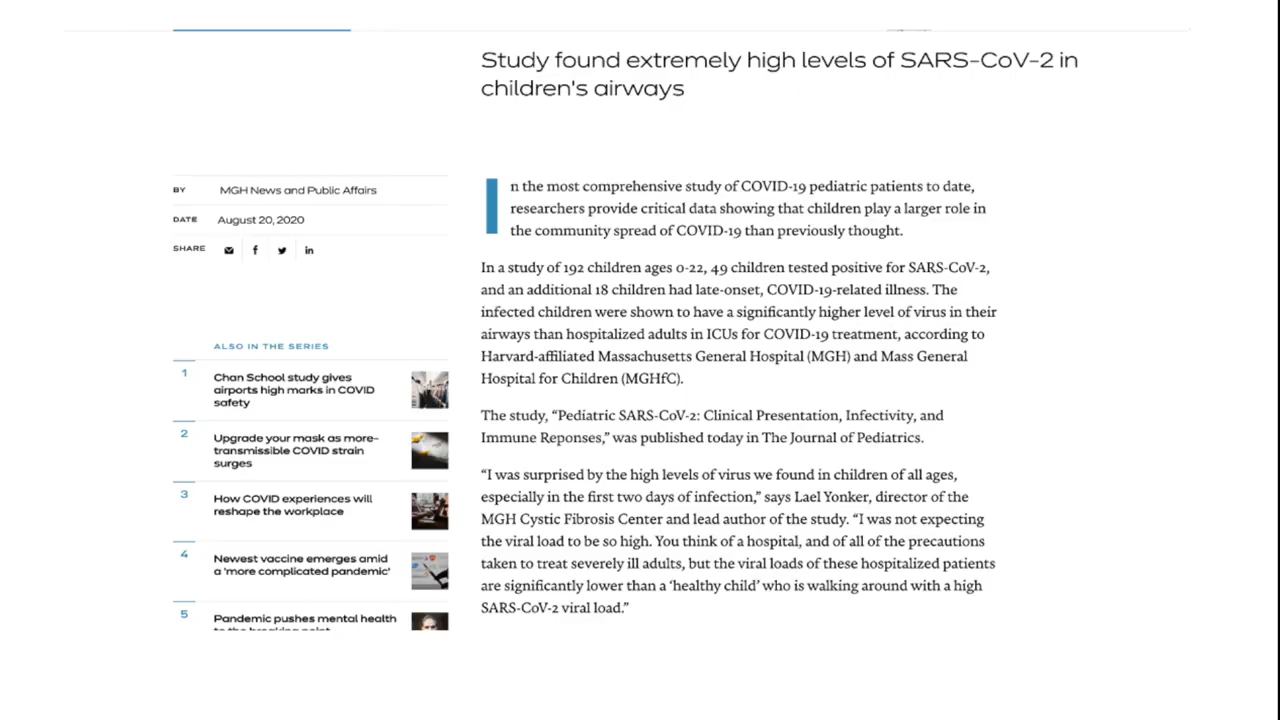 Study found extremely high levels of SARS-CoV-2 in
children's airways
BY MGH News and Public Affairs
DATE August 20, 2020
SHARE
ALSO IN THE SERIES
1
Chan School study gives
airports high marks in COVID
safety
2
Upgrade your mask as more-
transmissible COVID strain
surges
3
How COVID experiences will
reshape the workplace
4
Newest vaccine emerges amid
a 'more complicated pandemic'
5
Pandemic pushes mental health
to the breaking point
In the most comprehensive study of COVID-19 pediatric patients to date,
researchers provide critical data showing that children play a larger role in
the community spread of COVID-19 than previously thought.
In a study of 192 children ages 0-22, 49 children tested positive for SARS-CoV-2,
and an additional 18 children had late-onset, COVID-19-related illness. The
infected children were shown to have a significantly higher level of virus in their
airways than hospitalized adults in ICUs for COVID-19 treatment, according to
Harvard-affiliated Massachusetts General Hospital (MGH) and Mass General
Hospital for Children (MGHfC).
The study, “Pediatric SARS-CoV-2: Clinical Presentation, Infectivity, and
Immune Reponses,” was published today in The Journal of Pediatrics.
“I was surprised by the high levels of virus we found in children of all ages,
especially in the first two days of infection,” says Lael Yonker, director of the
MGH Cystic Fibrosis Center and lead author of the study. “I was not expecting
the viral load to be so high. You think of a hospital, and of all of the precautions
taken to treat severely ill adults, but the viral loads of these hospitalized patients
are significantly lower than a ‘healthy child’ who is walking around with a high
SARS-CoV-2 viral load.”